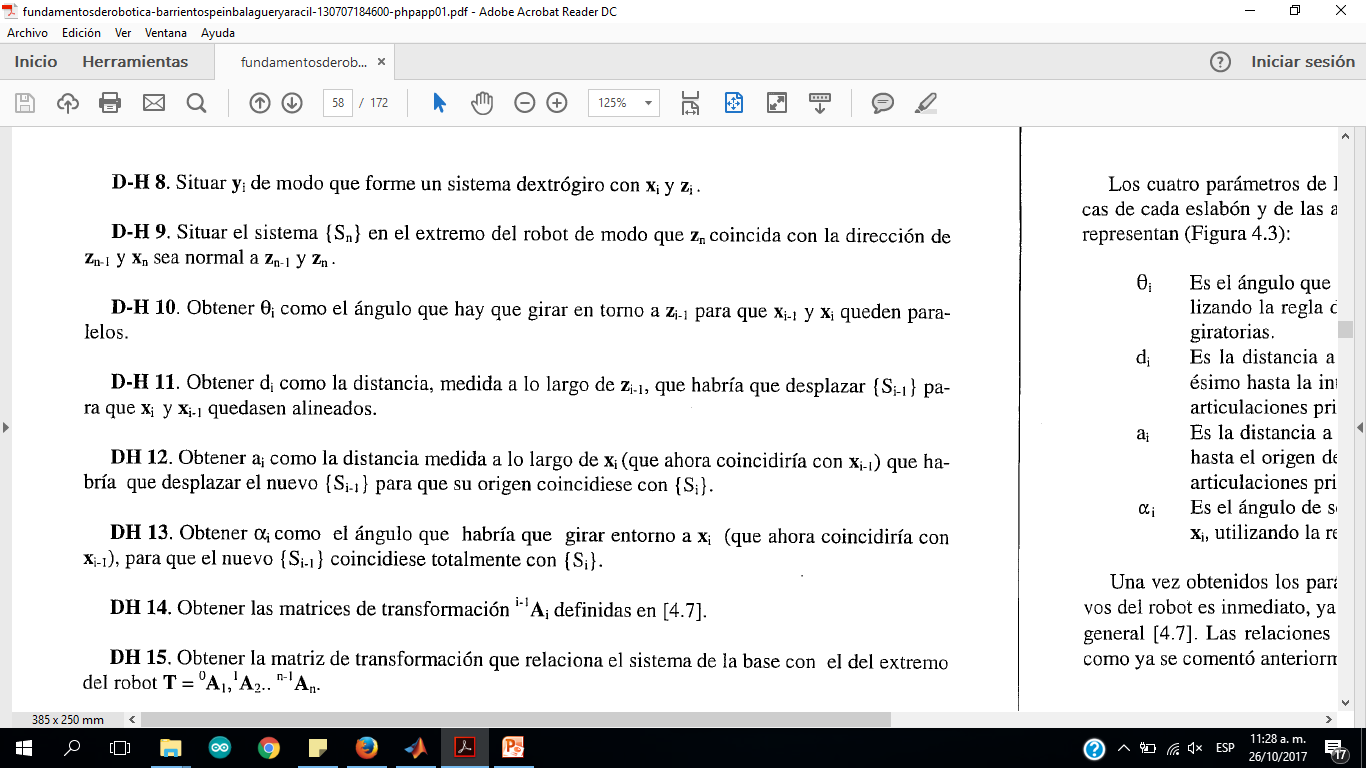 fundamentosderobotica-barrientospeinbalagueryaracil-130707184600-phpapp01.pdf - Adobe Acrobat Reader DC
Archivo Edición Ver Ventana Ayuda
Inicio Herramientas fundamentosderob... × ? Iniciar sesión
58 / 172 125%
D-H 8. Situar yi de modo que forme un sistema dextrógiro con xi y zi.
D-H 9. Situar el sistema {Sn} en el extremo del robot de modo que zn coincida con la dirección de
zn-1 y xn sea normal a zn-1 y zn.
D-H 10. Obtener θi como el ángulo que hay que girar en torno a zi-1 para que xi-1 y xi queden para-
lelos.
D-H 11. Obtener di como la distancia, medida a lo largo de zi-1, que habría que desplazar {Si-1} pa-
ra que xi y xi-1 quedasen alineados.
DH 12. Obtener ai como la distancia medida a lo largo de xi (que ahora coincidiría con xi-1) que ha-
bría que desplazar el nuevo {Si-1} para que su origen coincidiese con {Si}.
DH 13. Obtener αi como el ángulo que habría que girar entorno a xi (que ahora coincidiría con
xi-1), para que el nuevo {Si-1} coincidiese totalmente con {Si}.
DH 14. Obtener las matrices de transformación i-1Ai definidas en [4.7].
DH 15. Obtener la matriz de transformación que relaciona el sistema de la base con el del extremo
del robot T = 0A1, 1A2.. n-1An.
Los cuatro parámetros de
cas de cada eslabón y de las a
representan (Figura 4.3):
θi Es el ángulo que
lizando la regla d
giratorias.
di Es la distancia a
ésimo hasta la in
articulaciones pri
ai Es la distancia a
hasta el origen de
articulaciones pri
αi Es el ángulo de s
xi, utilizando la re
Una vez obtenidos los pará
vos del robot es inmediato, ya
general [4.7]. Las relaciones
como ya se comentó anteriorm
385 x 250 mm
ESP 11:28 a. m.
26/10/2017 17